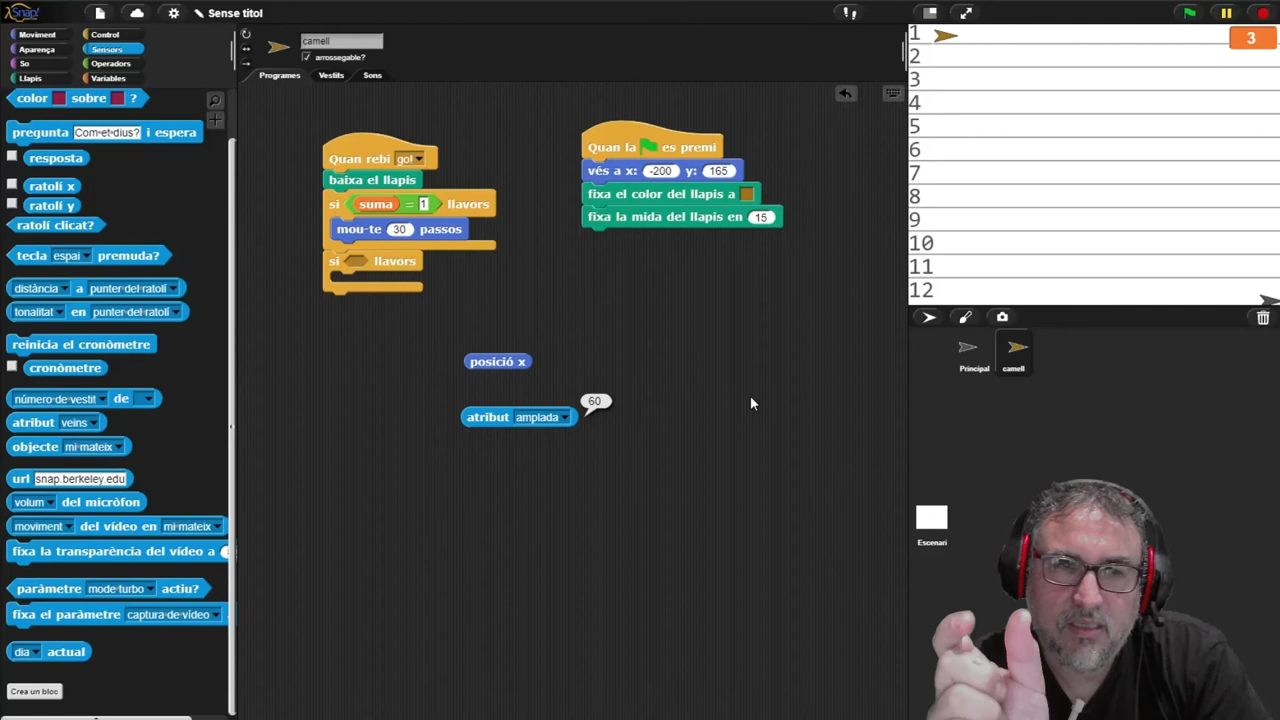 Snap!
Sense titol
Moviment Control
Aparença Sensors
So Operadors
Llapis Variables
camell
arrossegable?
Programes Vestits Sons
color sobre ?
pregunta Com et dius? i espera
resposta
ratolí x
ratolí y
ratolí clicat?
tecla espai premuda?
distància a punter del ratolí
tonalitat en punter del ratolí
reinicia el cronòmetre
cronòmetre
número de vestit de
atribut veïns
objecte mi mateix
url snap.berkeley.edu
volum del micròfon
moviment del vídeo en mi mateix
fixa la transparència del vídeo a
paràmetre mode turbo actiu?
fixa el paràmetre captura de vídeo
dia actual
Crea un bloc
Quan rebi go!
baixa el llapis
si suma = 1 llavors
mou-te 30 passos
si llavors
posició x
atribut amplada
60
Quan la es premi
vés a x: -200 y: 165
fixa el color del llapis a
fixa la mida del llapis en 15
1
3
2
3
4
5
6
7
8
9
10
11
12
Principal camell
Escenari